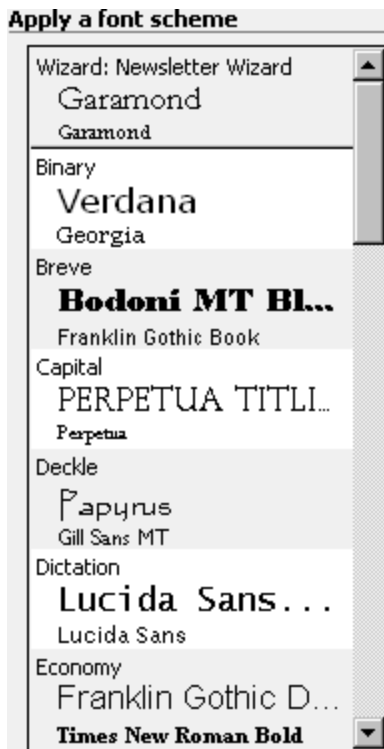 Apply a font scheme
Wizard: Newsletter Wizard
Garamond
Garamond
Binary
Verdana
Georgia
Breve
Bodoni MT Bl...
Franklin Gothic Book
Capital
PERPETUA TITLI...
Perpetua
Deckle
Papyrus
Gill Sans MT
Dictation
Lucida Sans...
Lucida Sans
Economy
Franklin Gothic D...
Times New Roman Bold